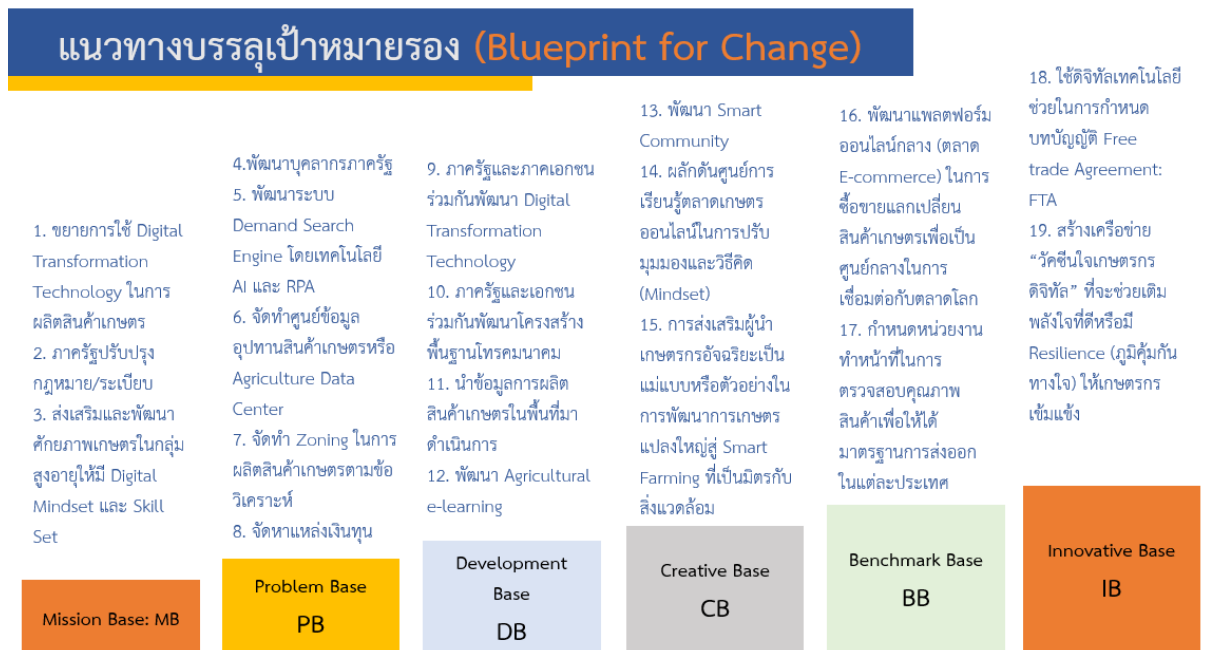 แนวทางบรรลุเป้าหมายรอง (Blueprint for Change)
1. ขยายการใช้ Digital
Transformation
Technology ในการ
ผลิตสินค้าเกษตร
2. ภาครัฐปรับปรุง
กฎหมาย/ระเบียบ
3. ส่งเสริมและพัฒนา
ศักยภาพเกษตรในกลุ่ม
สูงอายุให้มี Digital
Mindset และ Skill
Set
Mission Base: MB
4.พัฒนาบุคลากรภาครัฐ
5. พัฒนาระบบ
Demand Search
Engine โดยเทคโนโลยี
AI และ RPA
6. จัดทำศูนย์ข้อมูล
อุปทานสินค้าเกษตรหรือ
Agriculture Data
Center
7. จัดทำ Zoning ในการ
ผลิตสินค้าเกษตรตามข้อ
วิเคราะห์
8. จัดหาแหล่งเงินทุน
Problem Base
PB
9. ภาครัฐและภาคเอกชน
ร่วมกันพัฒนา Digital
Transformation
Technology
10. ภาครัฐและเอกชน
ร่วมกันพัฒนาโครงสร้าง
พื้นฐานโทรคมนาคม
11. นำข้อมูลการผลิต
สินค้าเกษตรในพื้นที่มา
ดำเนินการ
12. พัฒนา Agricultural
e-learning
Development
Base
DB
13. พัฒนา Smart
Community
14. ผลักดันศูนย์การ
เรียนรู้ตลาดเกษตร
ออนไลน์ในการปรับ
มุมมองและวิธีคิด
(Mindset)
15. การส่งเสริมผู้นำ
เกษตรกรอัจฉริยะเป็น
แม่แบบหรือตัวอย่างใน
การพัฒนาการเกษตร
แปลงใหญ่สู่ Smart
Farming ที่เป็นมิตรกับ
สิ่งแวดล้อม
Creative Base
CB
16. พัฒนาแพลตฟอร์ม
ออนไลน์กลาง (ตลาด
E-commerce) ในการ
ซื้อขายแลกเปลี่ยน
สินค้าเกษตรเพื่อเป็น
ศูนย์กลางในการ
เชื่อมต่อกับตลาดโลก
17. กำหนดหน่วยงาน
ทำหน้าที่ในการ
ตรวจสอบคุณภาพ
สินค้าเพื่อให้ได้
มาตรฐานการส่งออก
ในแต่ละประเทศ
Benchmark Base
BB
18. ใช้ดิจิทัลเทคโนโลยี
ช่วยในการกำหนด
บทบัญญัติ Free
trade Agreement:
FTA
19. สร้างเครือข่าย
“วัคซีนใจเกษตรกร
ดิจิทัล” ที่จะช่วยเติม
พลังใจที่ดีหรือมี
Resilience (ภูมิคุ้มกัน
ทางใจ) ให้เกษตรกร
เข้มแข้ง
Innovative Base
IB